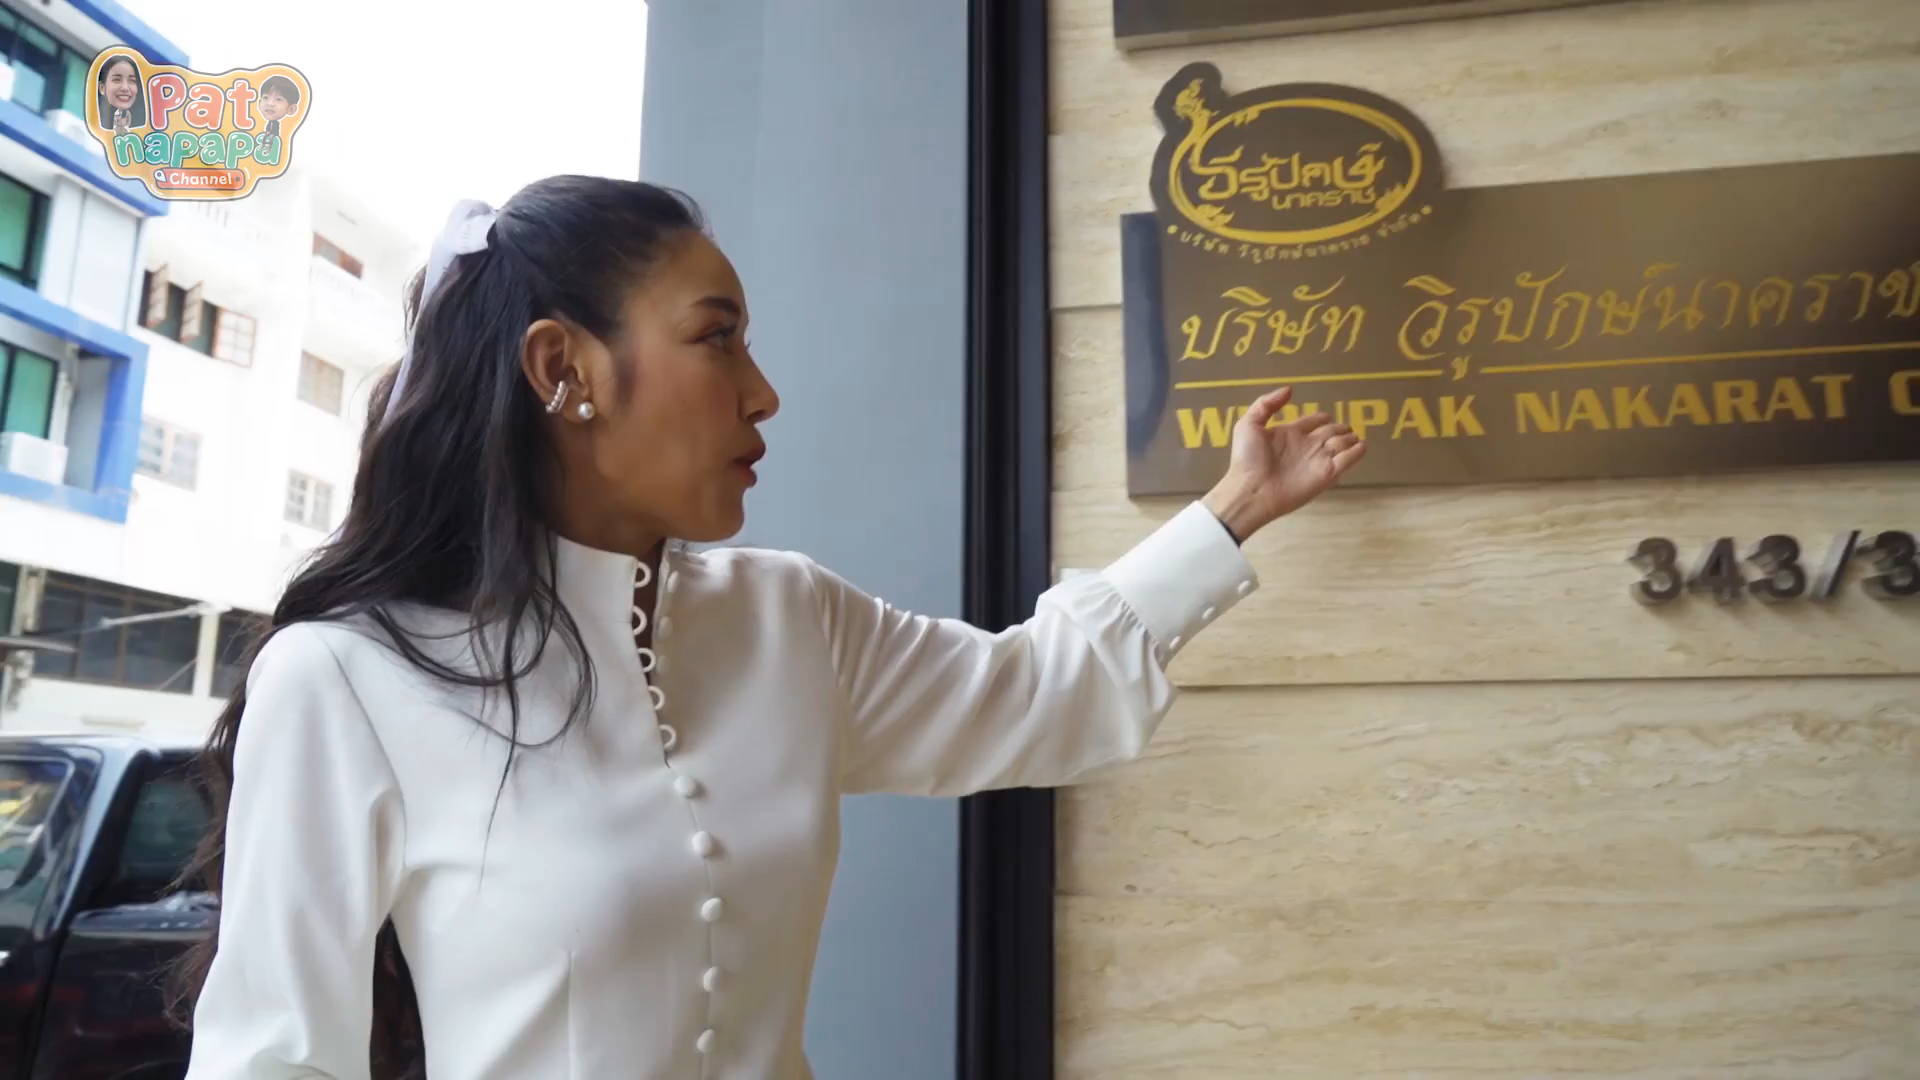 Pat
napapa
Channel
วิรูปักษ์
นาคราช
บริษัท วิรูปักษ์นาคราช จำกัด
บริษัท วิรูปักษ์นาคราช
WIRUPAK NAKARAT C
343/3